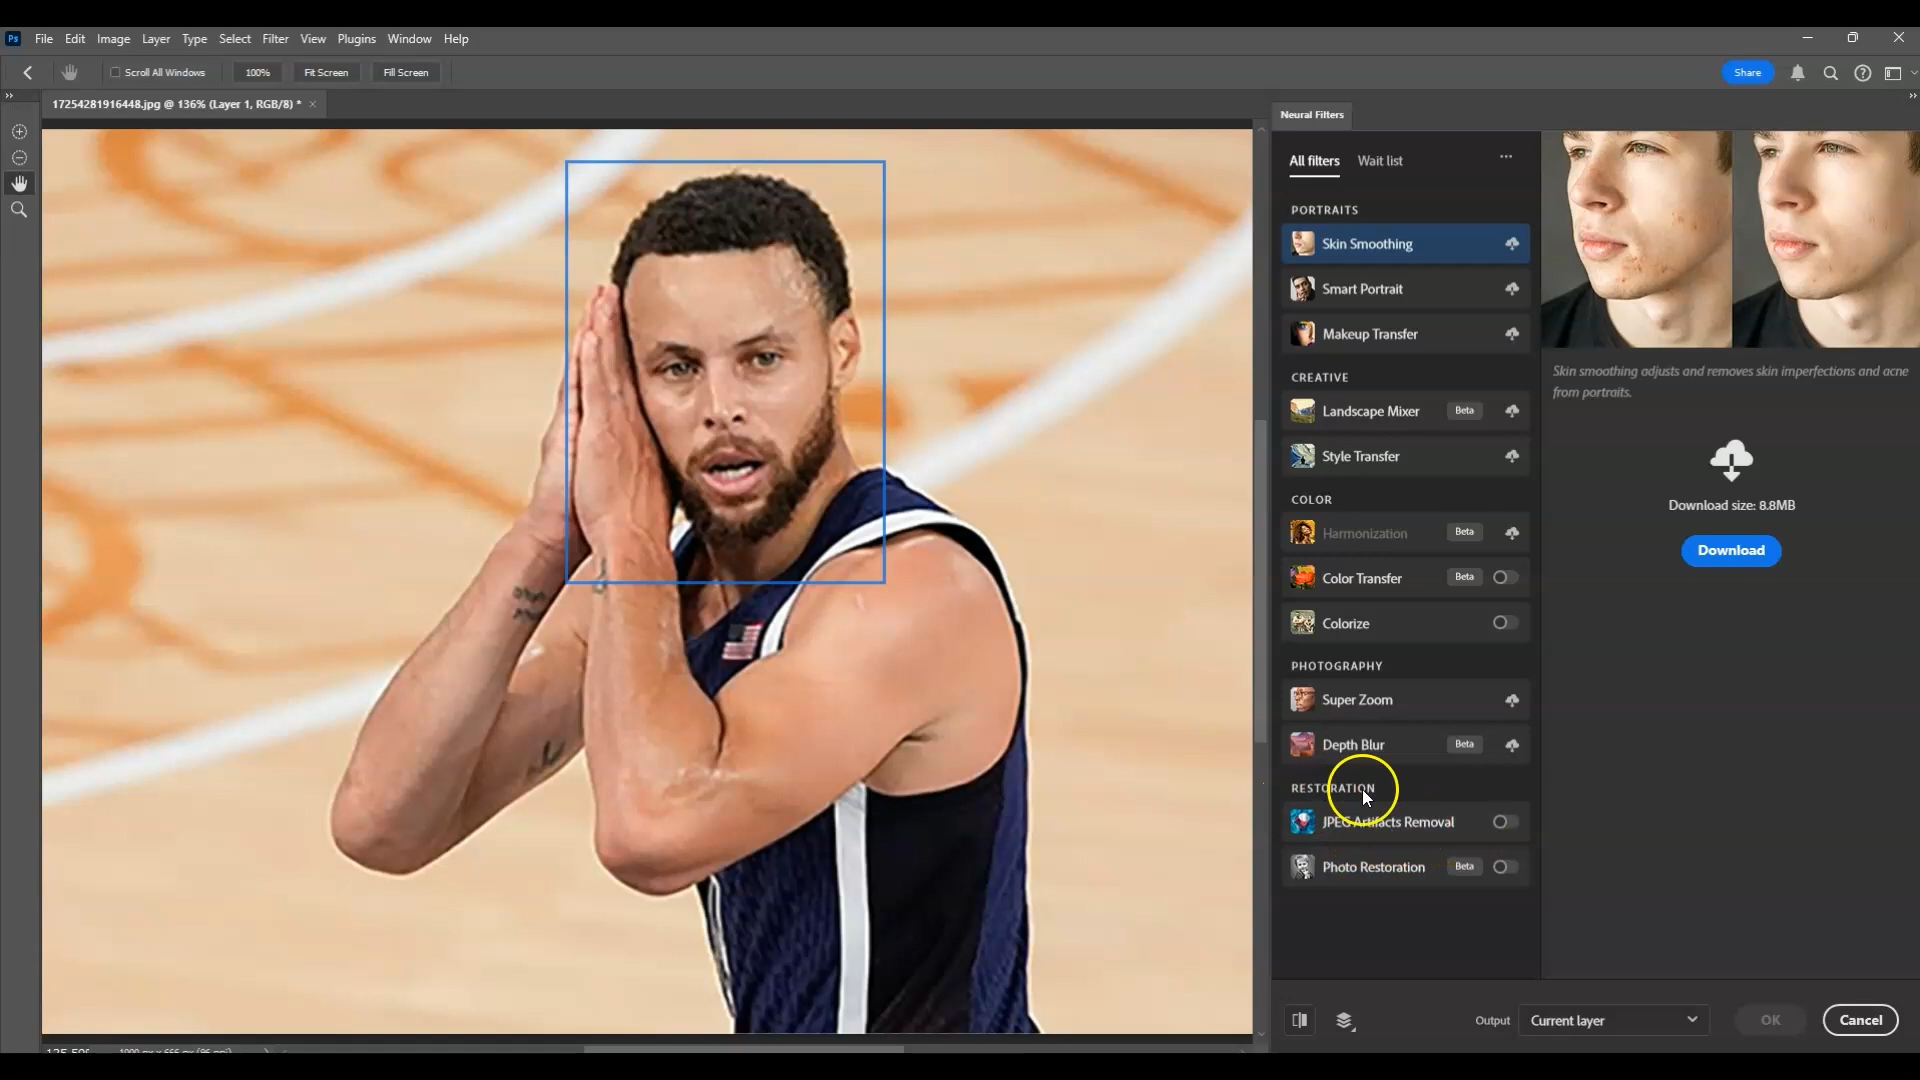 Ps File Edit Image Layer Type Select Filter View Plugins Window Help
Scroll All Windows 100% Fit Screen Fill Screen Share
17254281916448.jpg @ 136% (Layer 1, RGB/8) *
Neural Filters
All filters Wait list
PORTRAITS
Skin Smoothing
Smart Portrait
Makeup Transfer
CREATIVE
Landscape Mixer Beta
Style Transfer
COLOR
Harmonization Beta
Color Transfer Beta
Colorize
PHOTOGRAPHY
Super Zoom
Depth Blur Beta
RESTORATION
JPEG Artifacts Removal
Photo Restoration Beta
Skin smoothing adjusts and removes skin imperfections and acne
from portraits.
Download size: 8.8MB
Download
Output Current layer OK Cancel